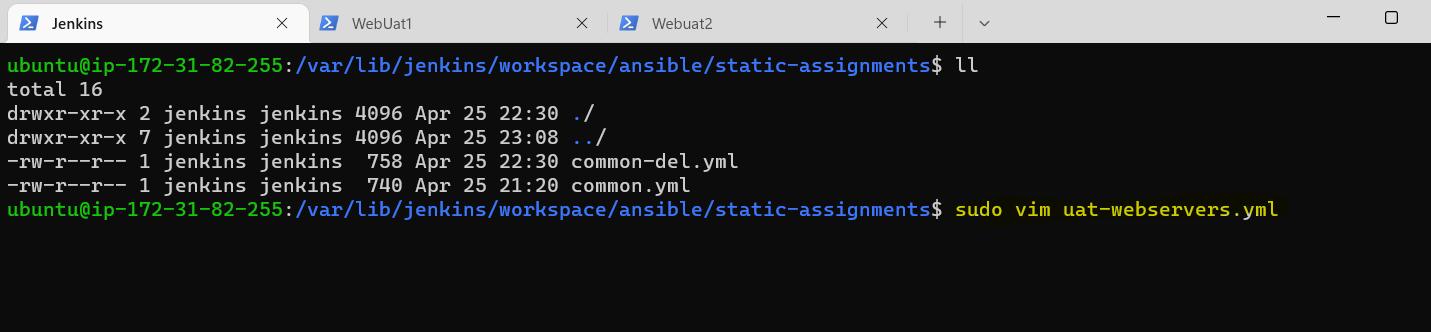 Jenkins WebUat1 Webuat2
ubuntu@ip-172-31-82-255:/var/lib/jenkins/workspace/ansible/static-assignments$ ll
total 16
drwxr-xr-x 2 jenkins jenkins 4096 Apr 25 22:30 ./
drwxr-xr-x 7 jenkins jenkins 4096 Apr 25 23:08 ../
-rw-r--r-- 1 jenkins jenkins  758 Apr 25 22:30 common-del.yml
-rw-r--r-- 1 jenkins jenkins  740 Apr 25 21:20 common.yml
ubuntu@ip-172-31-82-255:/var/lib/jenkins/workspace/ansible/static-assignments$ sudo vim uat-webservers.yml